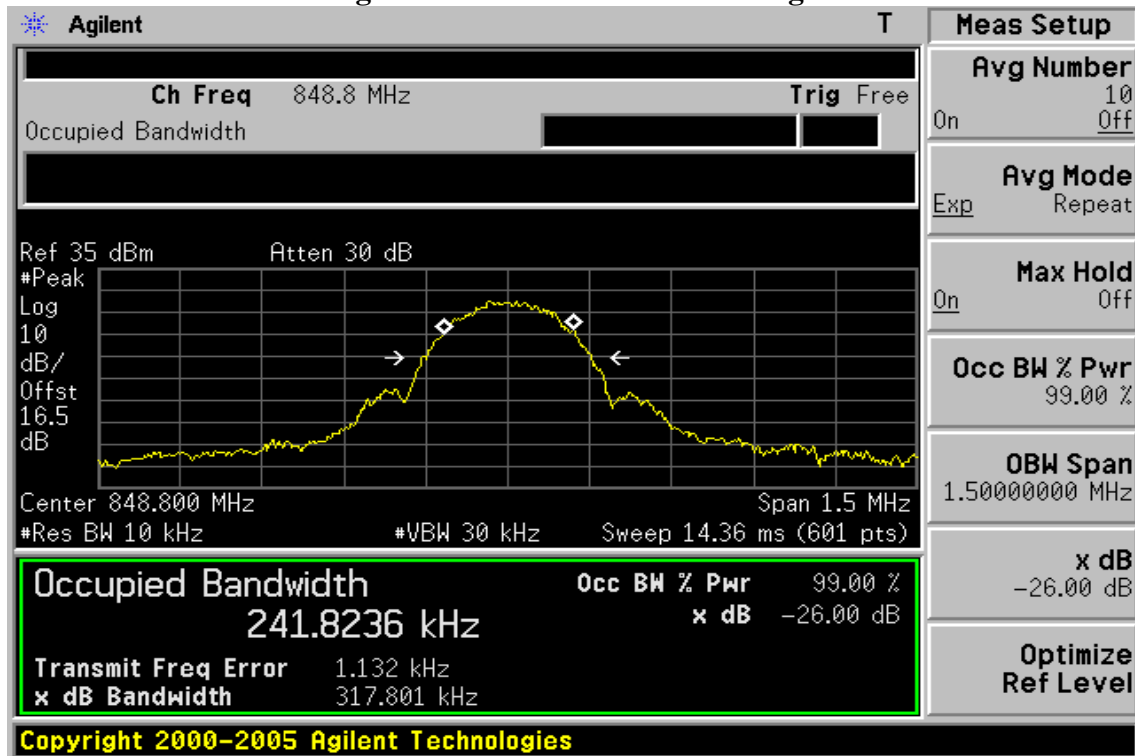 Agilent T
Ch Freq 848.8 MHz Trig Free
Occupied Bandwidth
Ref 35 dBm Atten 30 dB
#Peak
Log
10
dB/
Offst
16.5
dB
Center 848.800 MHz Span 1.5 MHz
#Res BW 10 kHz #VBW 30 kHz Sweep 14.36 ms (601 pts)
Occupied Bandwidth Occ BW % Pwr 99.00 %
241.8236 kHz x dB -26.00 dB
Transmit Freq Error 1.132 kHz
x dB Bandwidth 317.801 kHz
Copyright 2000-2005 Agilent Technologies
Meas Setup
Avg Number
10
On Off
Avg Mode
Exp Repeat
Max Hold
On Off
Occ BW % Pwr
99.00 %
OBW Span
1.50000000 MHz
x dB
-26.00 dB
Optimize
Ref Level